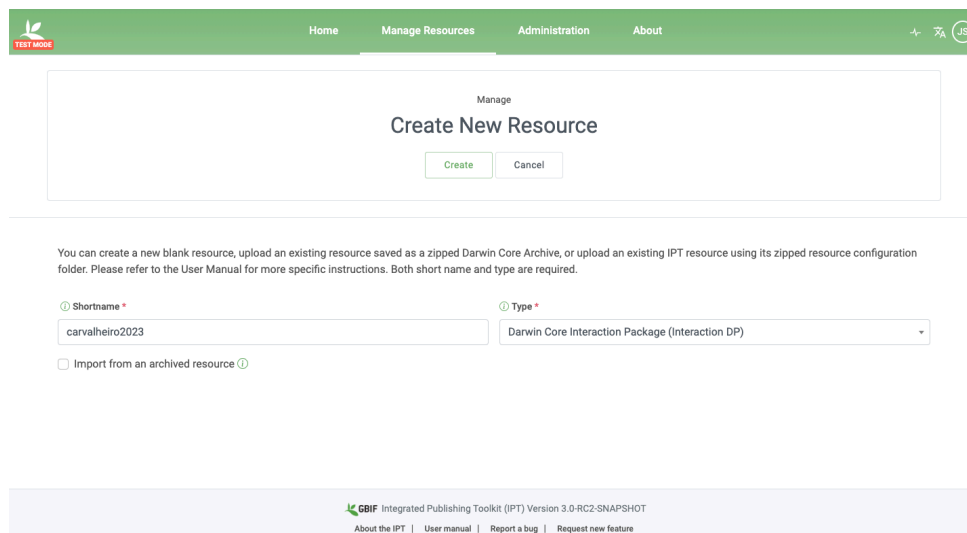 TEST MODE
Home Manage Resources Administration About
JS
Manage
Create New Resource
Create Cancel
You can create a new blank resource, upload an existing resource saved as a zipped Darwin Core Archive, or upload an existing IPT resource using its zipped resource configuration
folder. Please refer to the User Manual for more specific instructions. Both short name and type are required.
Shortname * Type *
carvalheiro2023 Darwin Core Interaction Package (Interaction DP)
Import from an archived resource
GBIF Integrated Publishing Toolkit (IPT) Version 3.0-RC2-SNAPSHOT
About the IPT | User manual | Report a bug | Request new feature